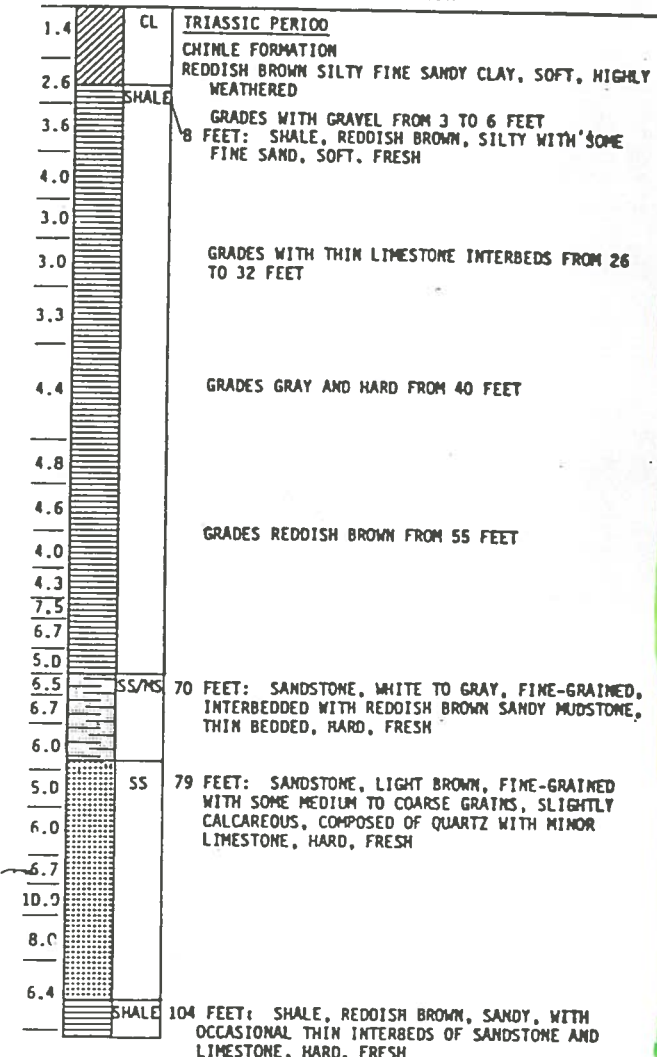 1.4 CL TRIASSIC PERIOD
CHINLE FORMATION
REDDISH BROWN SILTY FINE SANDY CLAY, SOFT, HIGHLY
2.6 WEATHERED
SHALE
GRADES WITH GRAVEL FROM 3 TO 6 FEET
3.6 8 FEET: SHALE, REDDISH BROWN, SILTY WITH SOME
FINE SAND, SOFT. FRESH
4.0
3.0
3.0 GRADES WITH THIN LIMESTONE INTERBEDS FROM 26
TO 32 FEET
3.3
4.4 GRADES GRAY AND HARD FROM 40 FEET
4.8
4.6
GRADES REDDISH BROWN FROM 55 FEET
4.0
4.3
7.5
6.7
5.0
6.5 SS/MS 70 FEET: SANDSTONE, WHITE TO GRAY, FINE-GRAINED,
6.7 INTERBEDDED WITH REDDISH BROWN SANDY MUDSTONE,
THIN BEDDED, HARD, FRESH
6.0
5.0 SS 79 FEET: SANDSTONE, LIGHT BROWN, FINE-GRAINED
WITH SOME MEDIUM TO COARSE GRAINS, SLIGHTLY
6.0 CALCAREOUS, COMPOSED OF QUARTZ WITH MINOR
LIMESTONE, HARD, FRESH
6.7
10.9
8.0
6.4
SHALE 104 FEET: SHALE, REDDISH BROWN, SANDY, WITH
OCCASIONAL THIN INTERBEDS OF SANDSTONE AND
LIMESTONE, HARD, FRESH